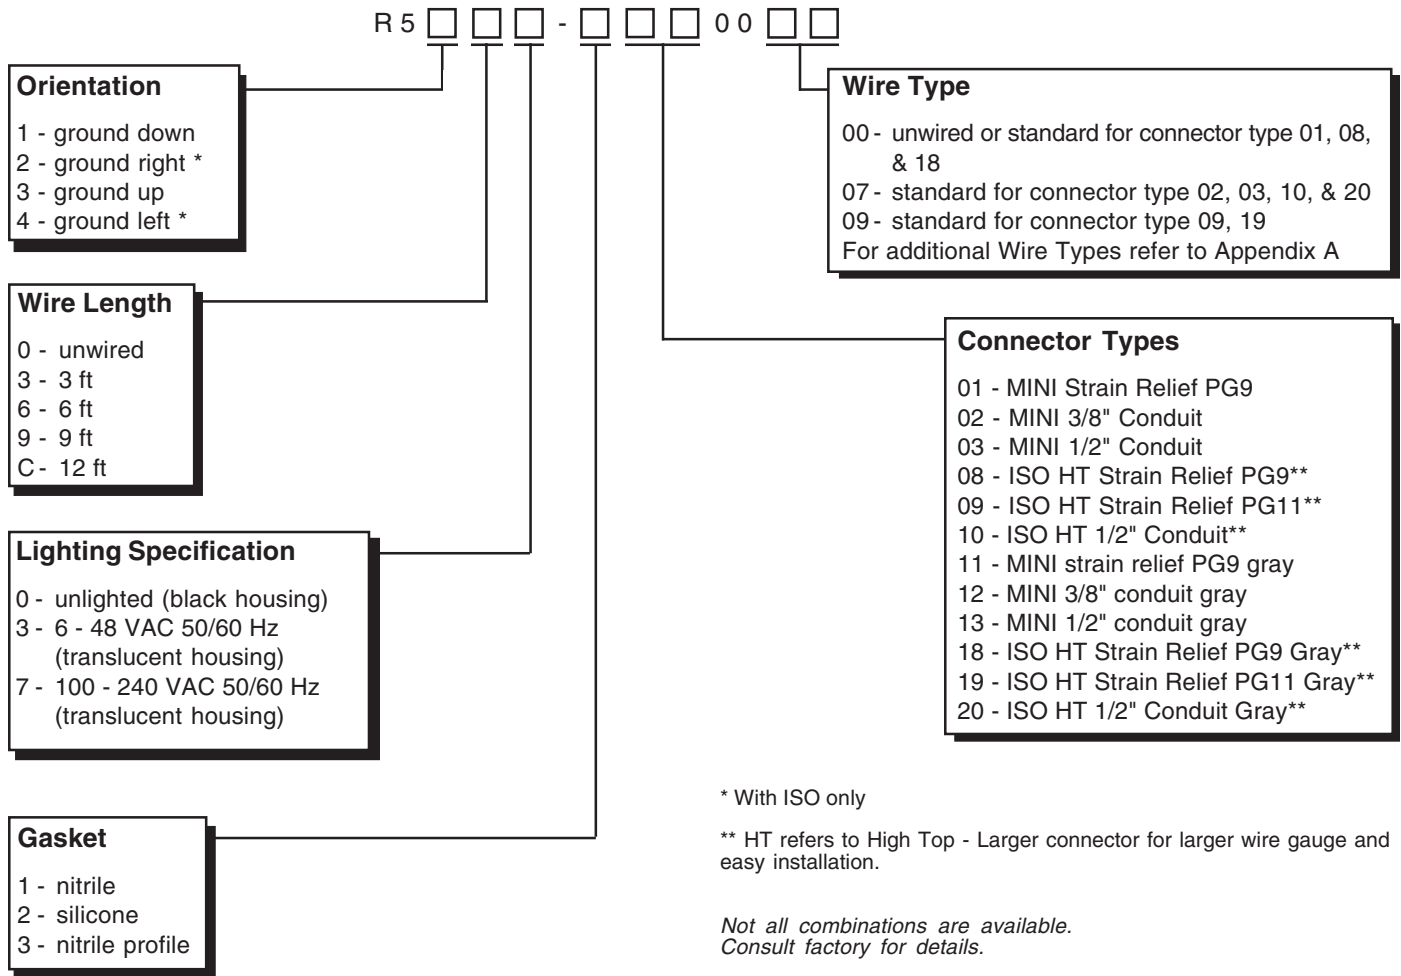 R 5 - 0 0
Orientation
1 - ground down
2 - ground right *
3 - ground up
4 - ground left *
Wire Length
0 - unwired
3 - 3 ft
6 - 6 ft
9 - 9 ft
C - 12 ft
Lighting Specification
0 - unlighted (black housing)
3 - 6 - 48 VAC 50/60 Hz
(translucent housing)
7 - 100 - 240 VAC 50/60 Hz
(translucent housing)
Gasket
1 - nitrile
2 - silicone
3 - nitrile profile
Wire Type
00 - unwired or standard for connector type 01, 08,
& 18
07 - standard for connector type 02, 03, 10, & 20
09 - standard for connector type 09, 19
For additional Wire Types refer to Appendix A
Connector Types
01 - MINI Strain Relief PG9
02 - MINI 3/8" Conduit
03 - MINI 1/2" Conduit
08 - ISO HT Strain Relief PG9**
09 - ISO HT Strain Relief PG11**
10 - ISO HT 1/2" Conduit**
11 - MINI strain relief PG9 gray
12 - MINI 3/8" conduit gray
13 - MINI 1/2" conduit gray
18 - ISO HT Strain Relief PG9 Gray**
19 - ISO HT Strain Relief PG11 Gray**
20 - ISO HT 1/2" Conduit Gray**
* With ISO only
** HT refers to High Top - Larger connector for larger wire gauge and
easy installation.
Not all combinations are available.
Consult factory for details.